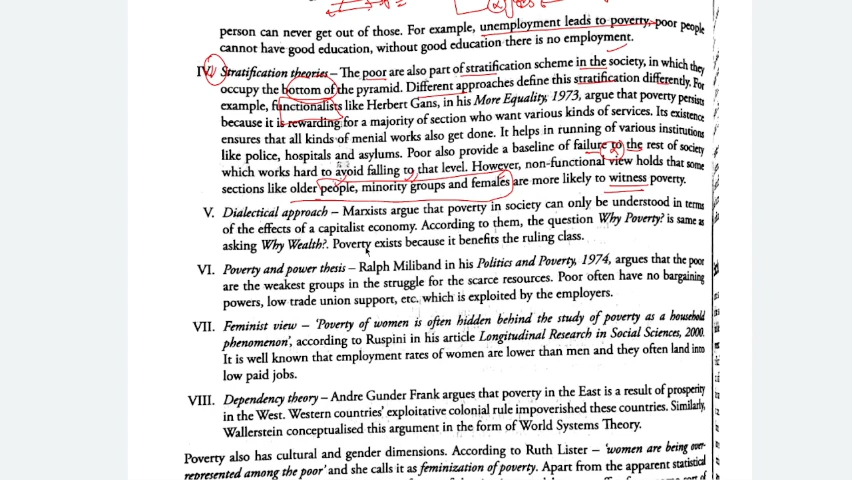 person can never get out of those. For example, unemployment leads to poverty, poor people
cannot have good education, without good education there is no employment.
IV. Stratification theories – The poor are also part of stratification scheme in the society, in which they
occupy the bottom of the pyramid. Different approaches define this stratification differently. For
example, functionalists like Herbert Gans, in his More Equality, 1973, argue that poverty persists
because it is rewarding for a majority of section who want various kinds of services. Its existence
ensures that all kinds of menial works also get done. It helps in running of various institutions
like police, hospitals and asylums. Poor also provide a baseline of failure to the rest of society
which works hard to avoid falling to that level. However, non-functional view holds that some
sections like older people, minority groups and females are more likely to witness poverty.
V. Dialectical approach – Marxists argue that poverty in society can only be understood in terms
of the effects of a capitalist economy. According to them, the question Why Poverty? is same as
asking Why Wealth?. Poverty exists because it benefits the ruling class.
VI. Poverty and power thesis – Ralph Miliband in his Politics and Poverty, 1974, argues that the poor
are the weakest groups in the struggle for the scarce resources. Poor often have no bargaining
powers, low trade union support, etc. which is exploited by the employers.
VII. Feminist view – 'Poverty of women is often hidden behind the study of poverty as a household
phenomenon', according to Ruspini in his article Longitudinal Research in Social Sciences, 2000.
It is well known that employment rates of women are lower than men and they often land into
low paid jobs.
VIII. Dependency theory – Andre Gunder Frank argues that poverty in the East is a result of prosperity
in the West. Western countries' exploitative colonial rule impoverished these countries. Similarly,
Wallerstein conceptualised this argument in the form of World Systems Theory.
Poverty also has cultural and gender dimensions. According to Ruth Lister – 'women are being over-
represented among the poor' and she calls it as feminization of poverty. Apart from the apparent statistical